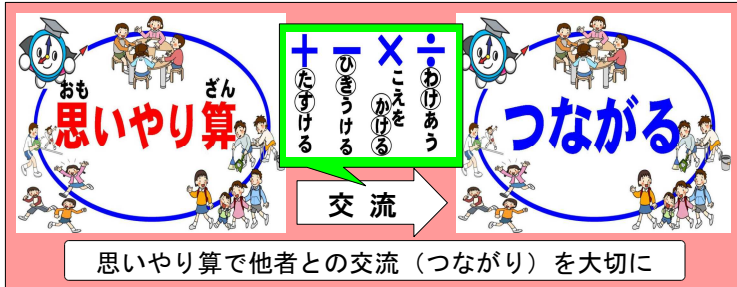 おも ざん
思いやり算
＋ たすける
－ ひきうける
× こえをかける
÷ わけあう
交流
つながる
思いやり算で他者との交流（つながり）を大切に